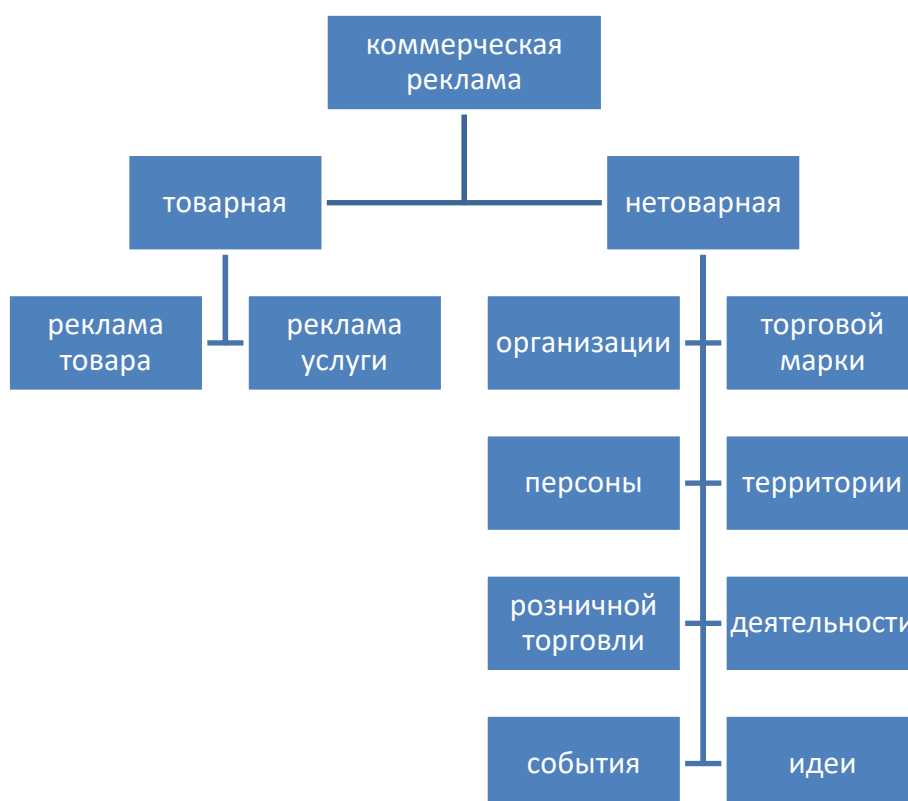 коммерческая
реклама
товарная
нетоварная
реклама
товара
реклама
услуги
организации
торговой
марки
персоны
территории
розничной
торговли
деятельности
события
идеи